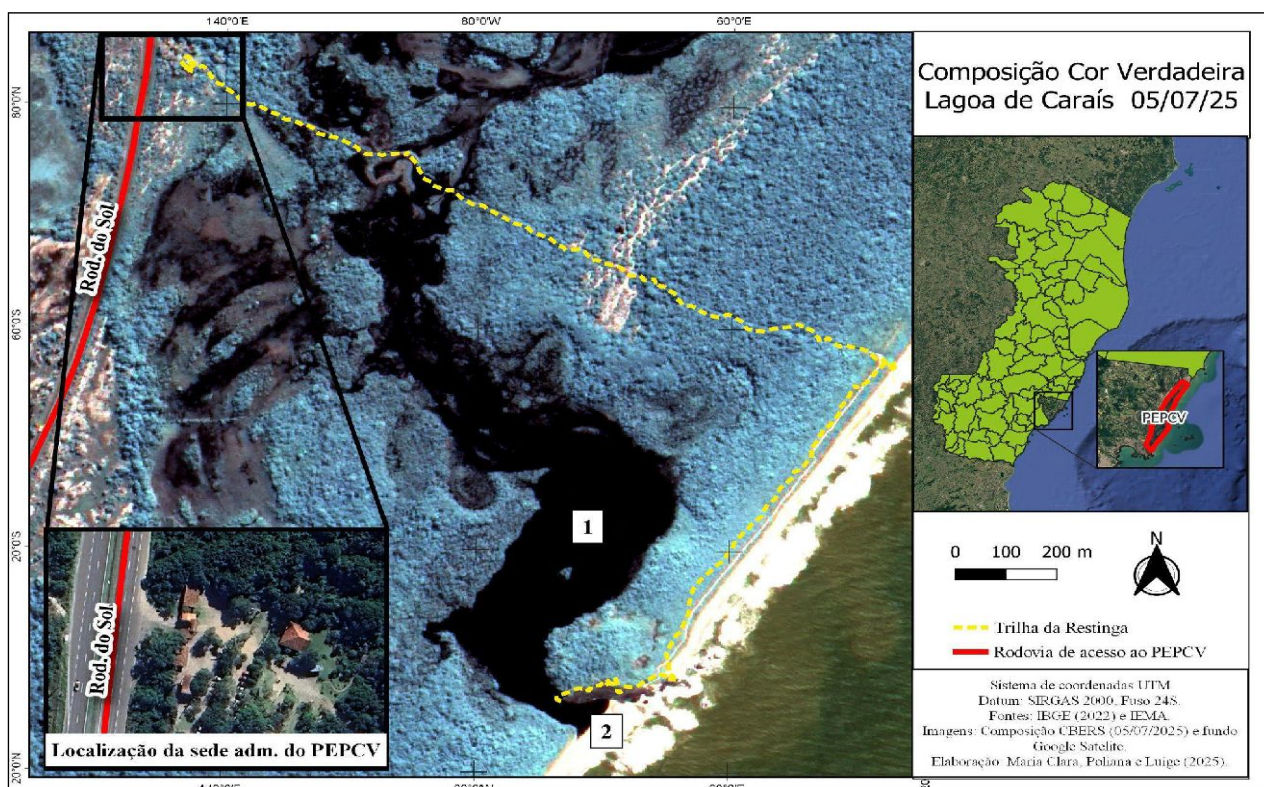 140°0'E
80°0'W
60°0'E
80°0'N
60°0'S
20°0'S
20°0'N
Rod. do Sol
1
2
Rod. do Sol
Localização da sede adm. do PEPCV
Composição Cor Verdadeira
Lagoa de Caraís 05/07/25
PEPCV
0 100 200 m
N
Trilha da Restinga
Rodovia de acesso ao PEPCV
Sistema de coordenadas UTM
Datum: SIRGAS 2000. Fuso 24S.
Fontes: IBGE (2022) e IEMA.
Imagens: Composição CBERS (05/07/2025) e fundo
Google Satelite.
Elaboração: Maria Clara, Poliana e Luige (2025).